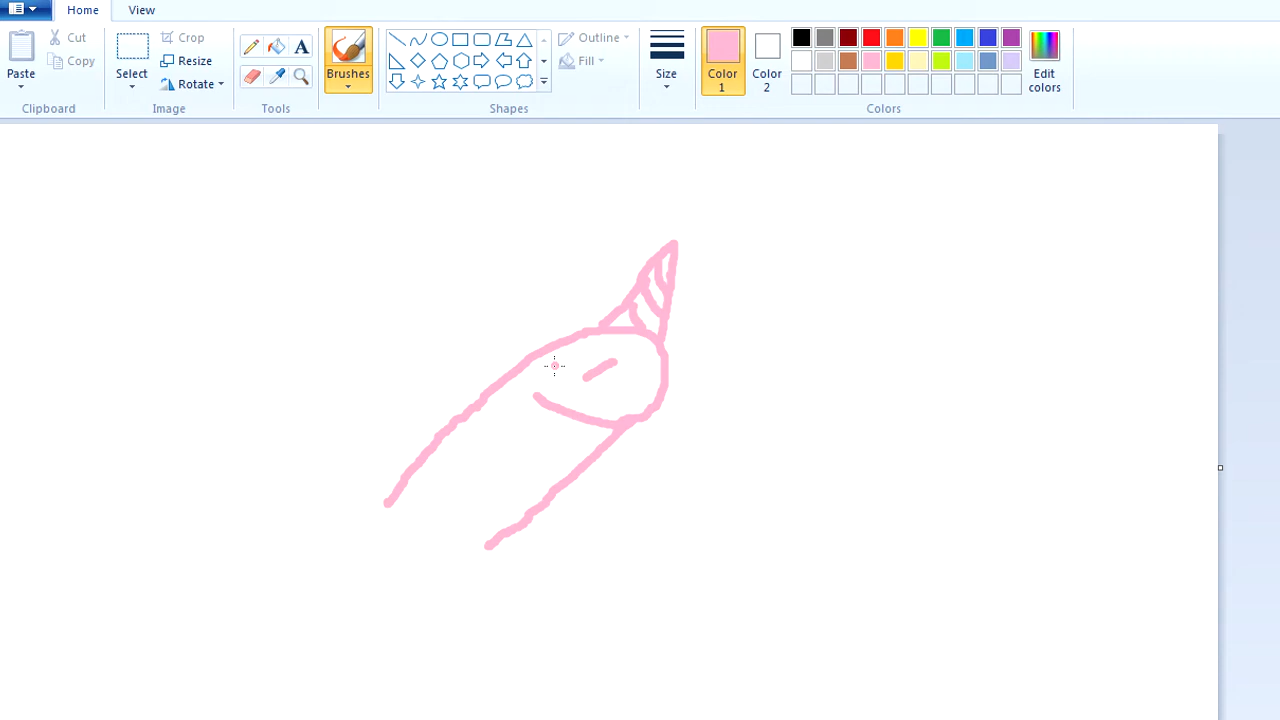 Home View
Paste Cut Copy
Clipboard
Select Crop Resize Rotate
Image
A
Tools
Brushes
Outline Fill
Shapes
Size
Color 1
Color 2
Edit colors
Colors